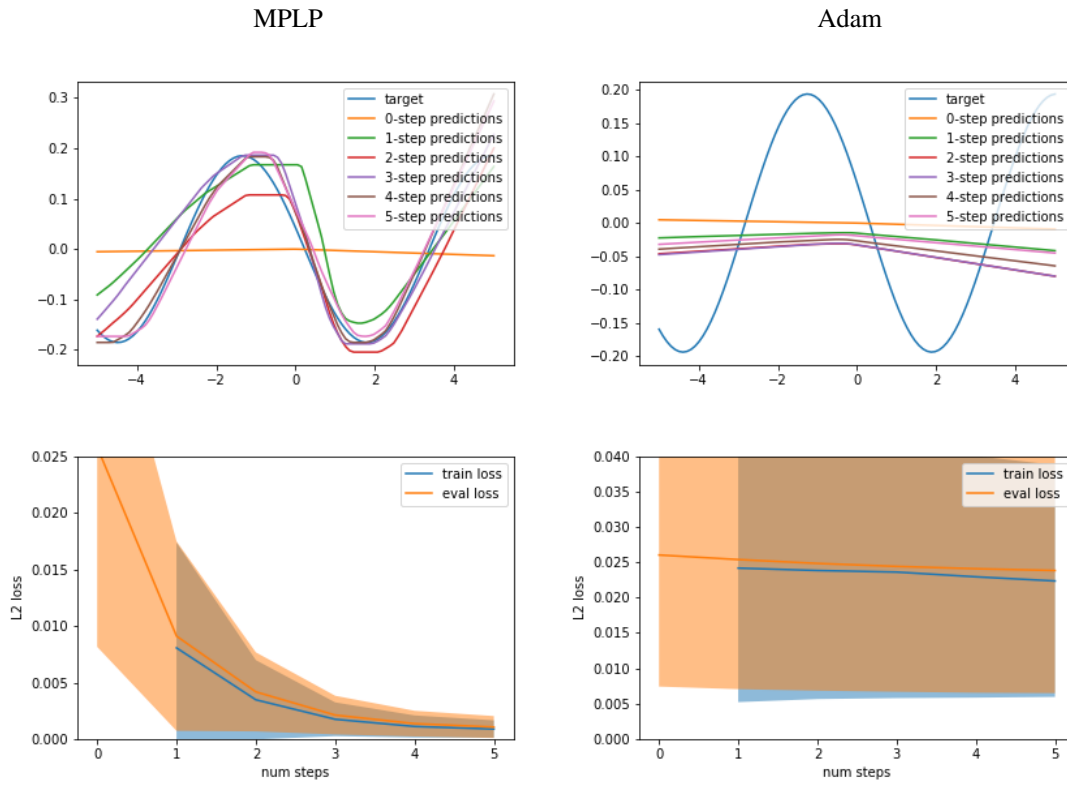 MPLP
Adam
0.3
0.2
0.1
0.0
−0.1
−0.2
−4
−2
0
2
4
target
0-step predictions
1-step predictions
2-step predictions
3-step predictions
4-step predictions
5-step predictions
0.20
0.15
0.10
0.05
0.00
−0.05
−0.10
−0.15
−0.20
−4
−2
0
2
4
target
0-step predictions
1-step predictions
2-step predictions
3-step predictions
4-step predictions
5-step predictions
0.025
0.020
0.015
0.010
0.005
0.000
L2 loss
0
1
2
3
4
5
num steps
train loss
eval loss
0.040
0.035
0.030
0.025
0.020
0.015
0.010
0.005
0.000
L2 loss
0
1
2
3
4
5
num steps
train loss
eval loss